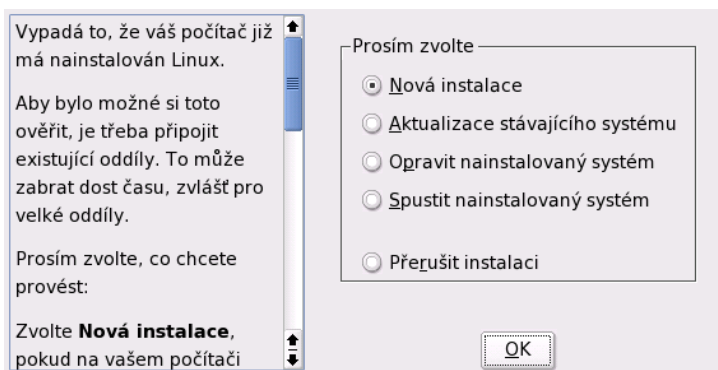 Vypadá to, že váš počítač již
má nainstalován Linux.
Aby bylo možné si toto
ověřit, je třeba připojit
existující oddíly. To může
zabrat dost času, zvlášť pro
velké oddíly.
Prosím zvolte, co chcete
provést:
Zvolte Nová instalace,
pokud na vašem počítači
Prosím zvolte
Nová instalace
Aktualizace stávajícího systému
Opravit nainstalovaný systém
Spustit nainstalovaný systém
Přerušit instalaci
OK